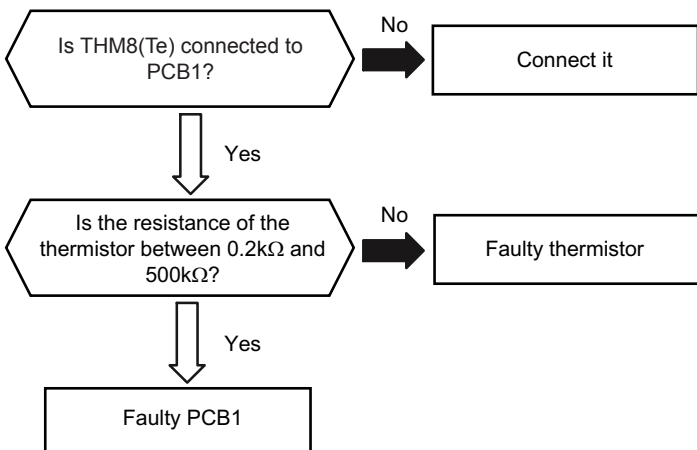 Is THM8(Te) connected to
PCB1?
No
Connect it
Yes
Is the resistance of the
thermistor between 0.2kΩ and
500kΩ?
No
Faulty thermistor
Yes
Faulty PCB1